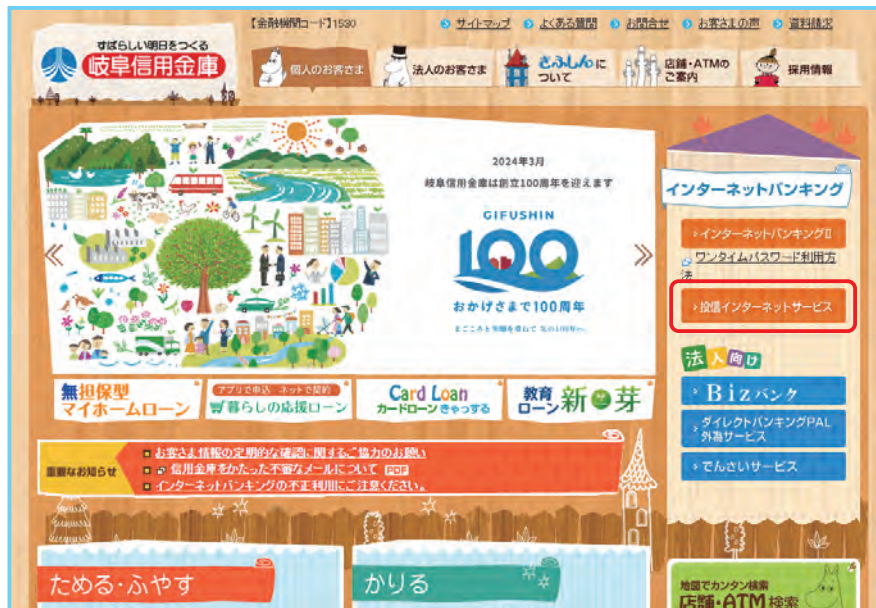 【金融機関コード】1530
サイトマップ
よくある質問
お問合せ
お客さまの声
資料請求
すばらしい明日をつくる
岐阜信用金庫
個人のお客さま
法人のお客さま
ぎふしんに
ついて
店舗・ATMの
ご案内
採用情報
2024年3月
岐阜信用金庫は創立100周年を迎えます
GIFUSHIN
100
おかげさまで100周年
インターネットバンキング
›インターネットバンキングⅡ
ワンタイムパスワード利用方
法
›投信インターネットサービス
法人向け
›Bizバンク
›ダイレクトバンキングPAL
外為サービス
›でんさいサービス
無担保型
マイホームローン
アプリで申込 ネットで契約
暮らしの応援ローン
Card Loan
カードローンきゃっする
教育
ローン
新芽
重要なお知らせ
お客さま情報の定期的な確認に関するご協力のお願い
信用金庫をかたった不審なメールについて PDF
インターネットバンキングの不正利用にご注意ください。
ためる・ふやす
かりる
地図でカンタン検索
店舗・ATM検索